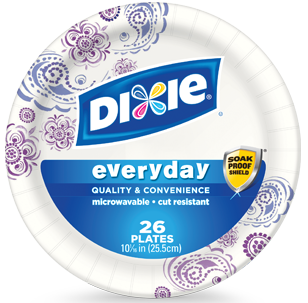 DIXIE®
everyday
SOAK
PROOF
SHIELD
QUALITY & CONVENIENCE
microwavable • cut resistant
26
PLATES
10 1/16 in (25.5cm)